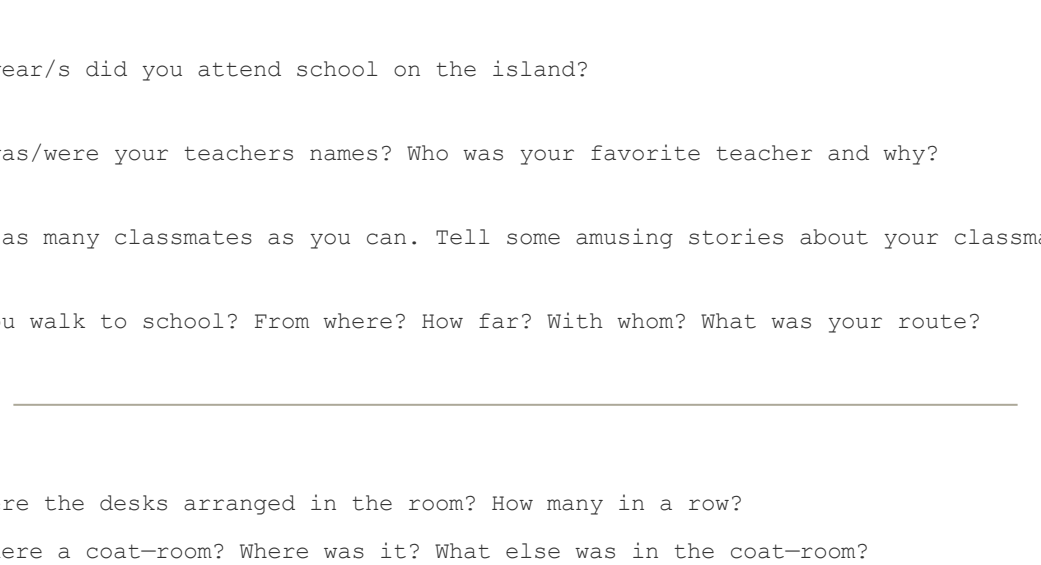 ear/s did you attend school on the island?
as/were your teachers names? Who was your favorite teacher and why?
as many classmates as you can. Tell some amusing stories about your classma
u walk to school? From where? How far? With whom? What was your route?
re the desks arranged in the room? How many in a row?
ere a coat—room? Where was it? What else was in the coat—room?